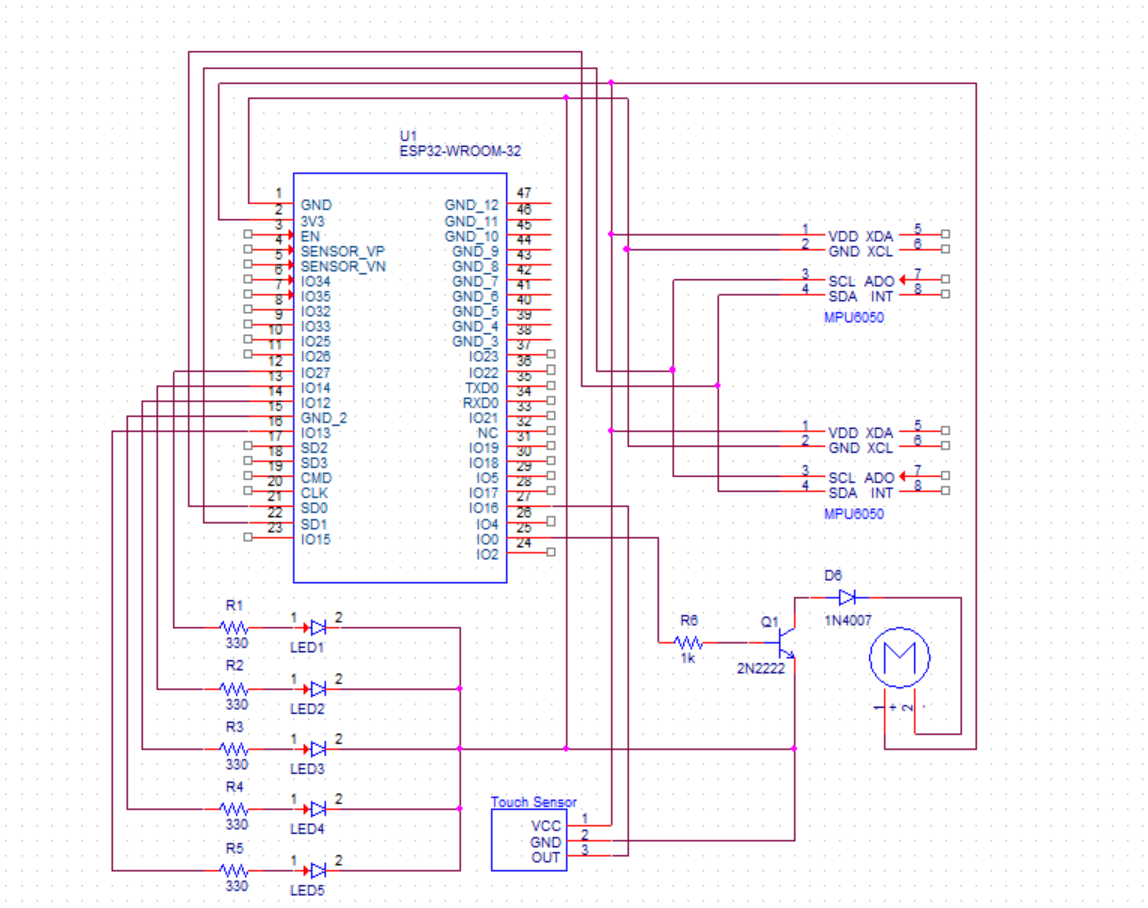 U1
ESP32-WROOM-32
1 GND
2 3V3
3 EN
4 SENSOR_VP
5 SENSOR_VN
6 IO34
7 IO35
8 IO32
9 IO33
10 IO25
11 IO26
12 IO27
13 IO14
14 IO12
15 GND_2
16 IO13
17 SD2
18 SD3
19 CMD
20 CLK
21 SD0
22 SD1
23 IO15
GND_12 47
GND_11 46
GND_10 45
GND_9 44
GND_8 43
GND_7 42
GND_6 41
GND_5 40
GND_4 39
GND_3 38
IO23 37
IO22 36
TXD0 35
RXD0 34
IO21 33
NC 32
IO19 31
IO18 30
IO5 29
IO17 28
IO16 27
IO4 26
IO0 25
IO2 24
1 VDD XDA 5
2 GND XCL 6
3 SCL ADO 7
4 SDA INT 8
MPU6050
1 VDD XDA 5
2 GND XCL 6
3 SCL ADO 7
4 SDA INT 8
MPU6050
R1
330
1 2
LED1
R2
330
1 2
LED2
R3
330
1 2
LED3
R4
330
1 2
LED4
R5
330
1 2
LED5
R6
1k
Q1
2N2222
D6
1N4007
M
1 + 2 -
Touch Sensor
VCC 1
GND 2
OUT 3